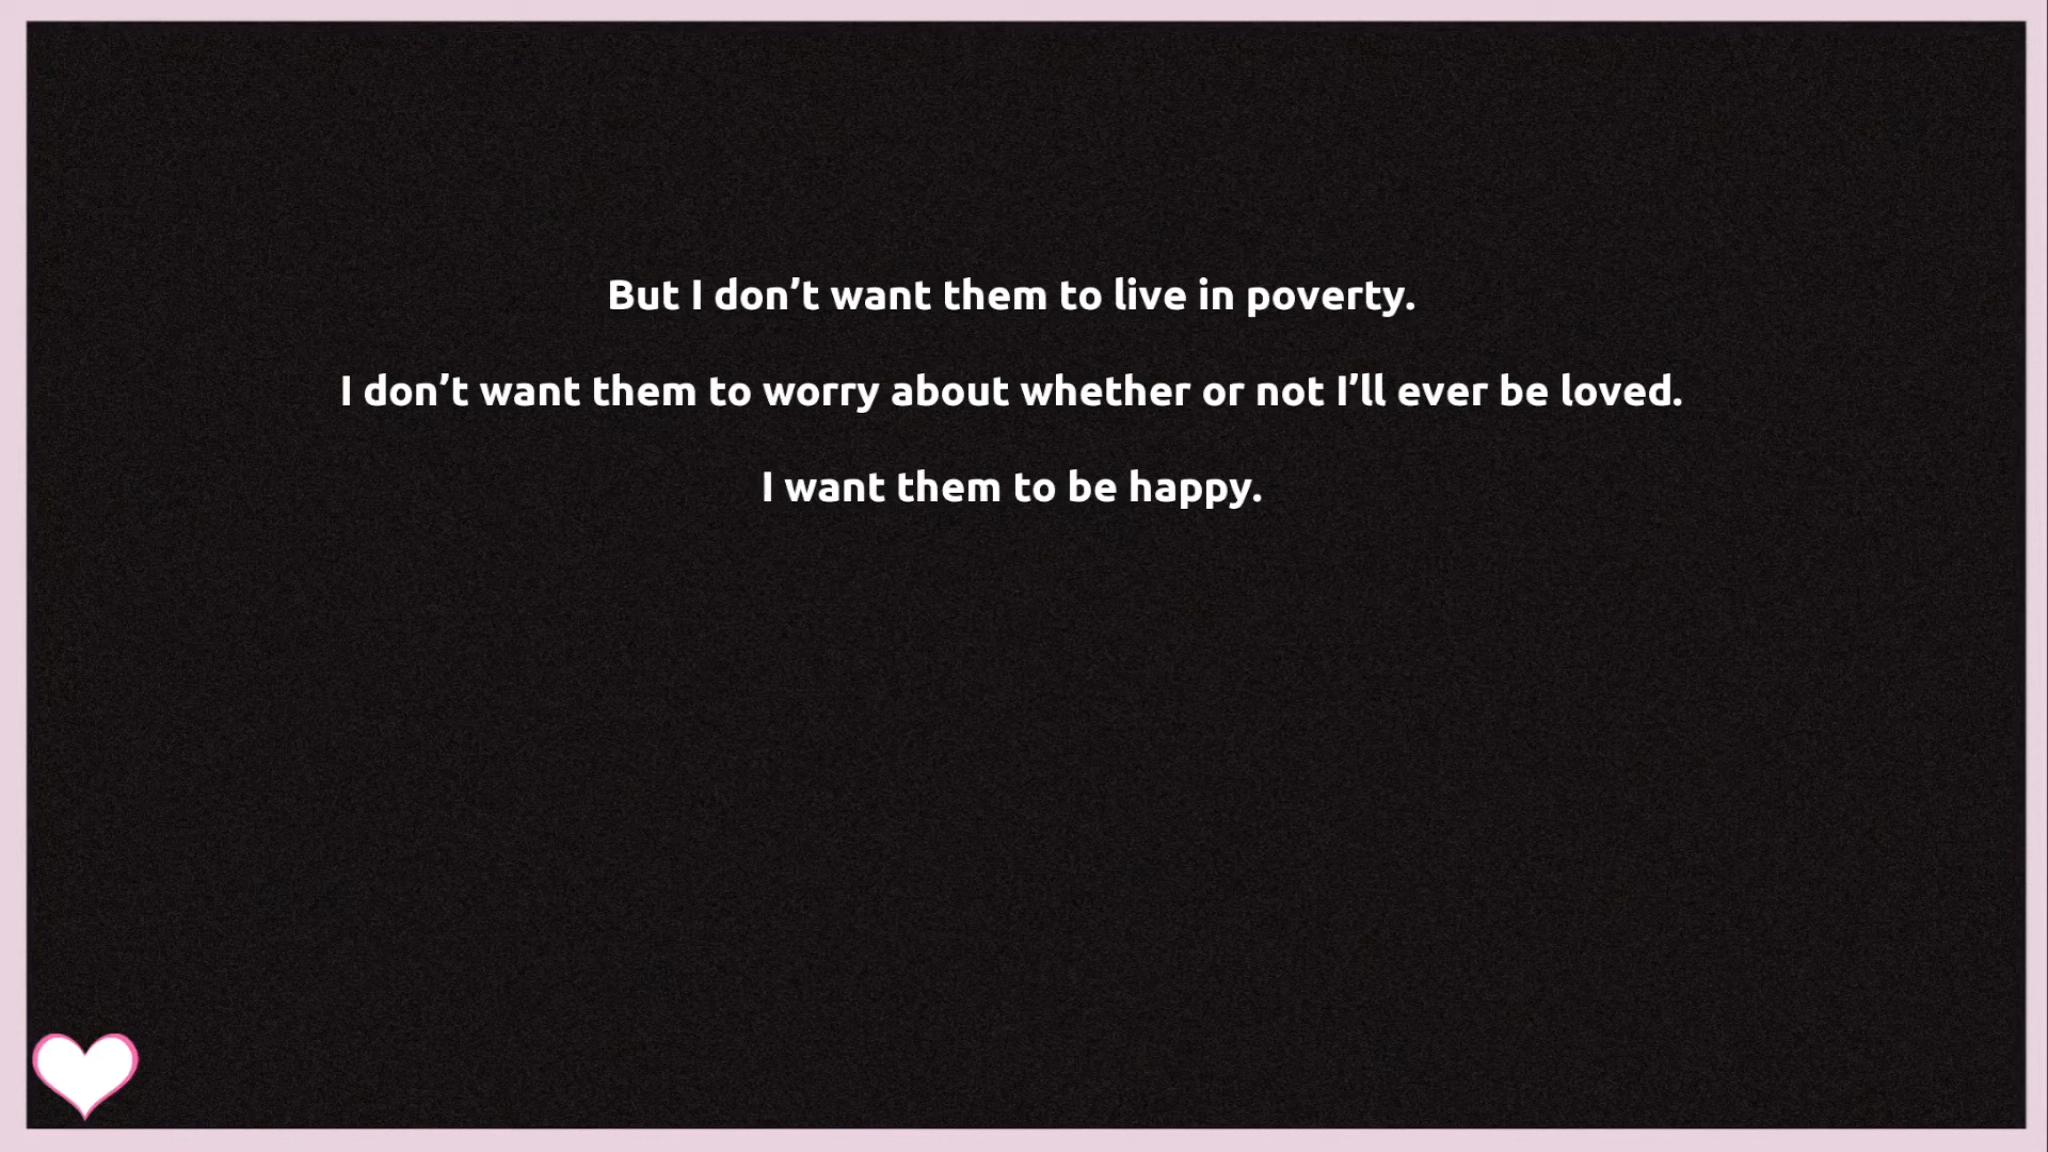 But I don’t want them to live in poverty.
I don’t want them to worry about whether or not I’ll ever be loved.
I want them to be happy.